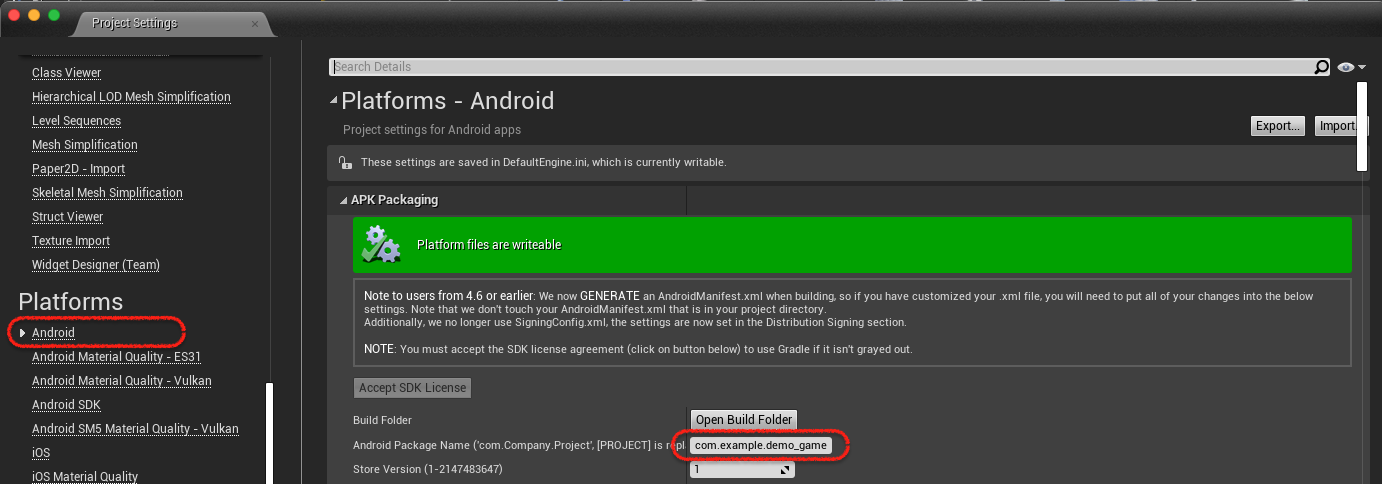 Project Settings
Class Viewer
Hierarchical LOD Mesh Simplification
Level Sequences
Mesh Simplification
Paper2D - Import
Skeletal Mesh Simplification
Struct Viewer
Texture Import
Widget Designer (Team)
Platforms
Android
Android Material Quality - ES31
Android Material Quality - Vulkan
Android SDK
Android SM5 Material Quality - Vulkan
iOS
iOS Material Quality
Search Details
Platforms - Android
Project settings for Android apps
Export...
Import...
These settings are saved in DefaultEngine.ini, which is currently writable.
APK Packaging
Platform files are writeable
Note to users from 4.6 or earlier: We now GENERATE an AndroidManifest.xml when building, so if you have customized your .xml file, you will need to put all of your changes into the below
settings. Note that we don't touch your AndroidManifest.xml that is in your project directory.
Additionally, we no longer use SigningConfig.xml, the settings are now set in the Distribution Signing section.
NOTE: You must accept the SDK license agreement (click on button below) to use Gradle if it isn't grayed out.
Accept SDK License
Build Folder
Open Build Folder
Android Package Name ('com.Company.Project', [PROJECT] is repl
com.example.demo_game
Store Version (1-2147483647)
1